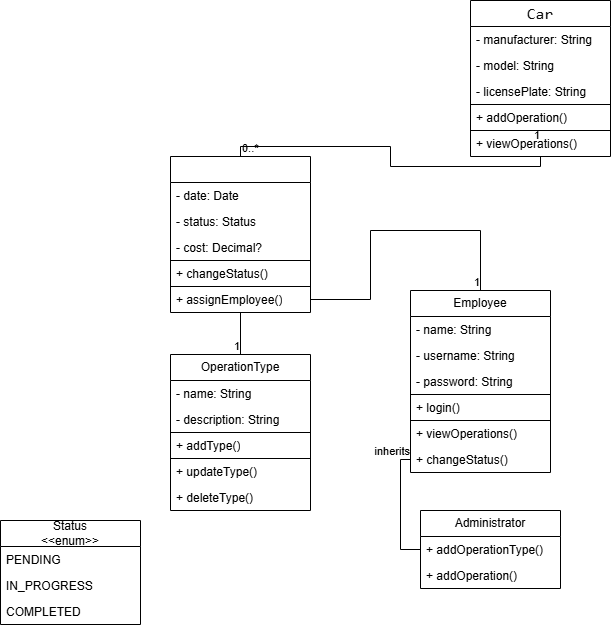 Car
- manufacturer: String
- model: String
- licensePlate: String
+ addOperation()
1
+ viewOperations()
0..*
- date: Date
- status: Status
- cost: Decimal?
+ changeStatus()
+ assignEmployee()
1
Employee
- name: String
- username: String
- password: String
+ login()
+ viewOperations()
+ changeStatus()
inherits
1
OperationType
- name: String
- description: String
+ addType()
+ updateType()
+ deleteType()
Administrator
+ addOperationType()
+ addOperation()
Status
<<enum>>
PENDING
IN_PROGRESS
COMPLETED